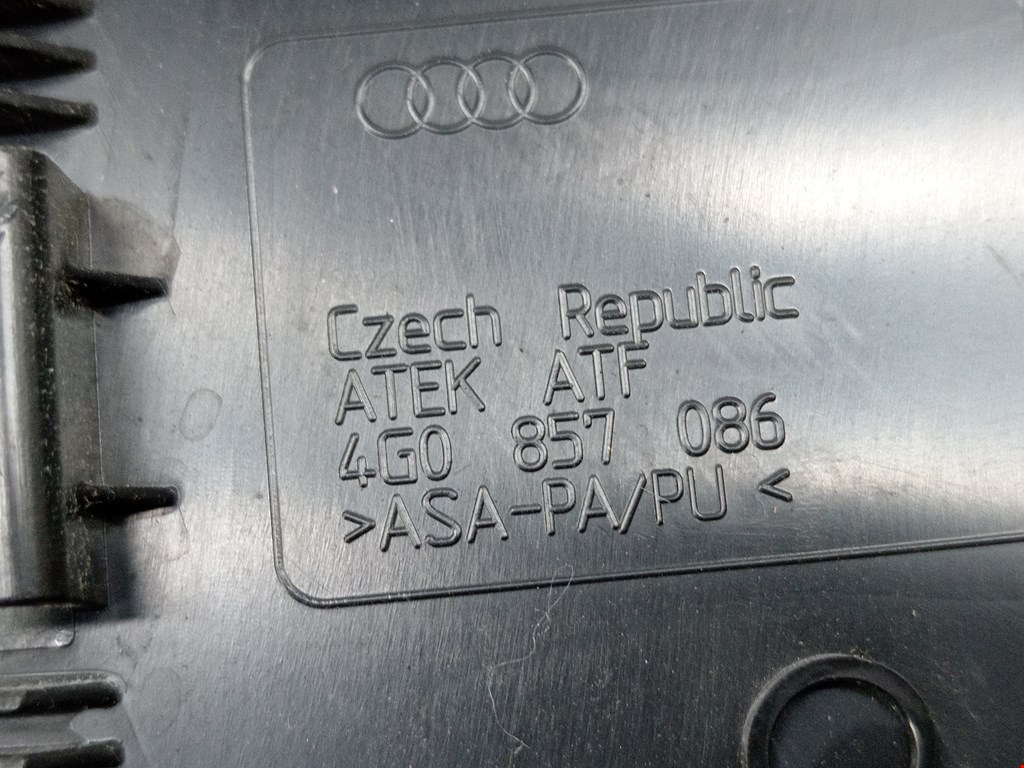 Czech Republic
ATEK ATF
4G0 857 086
>ASA-PA/PU <